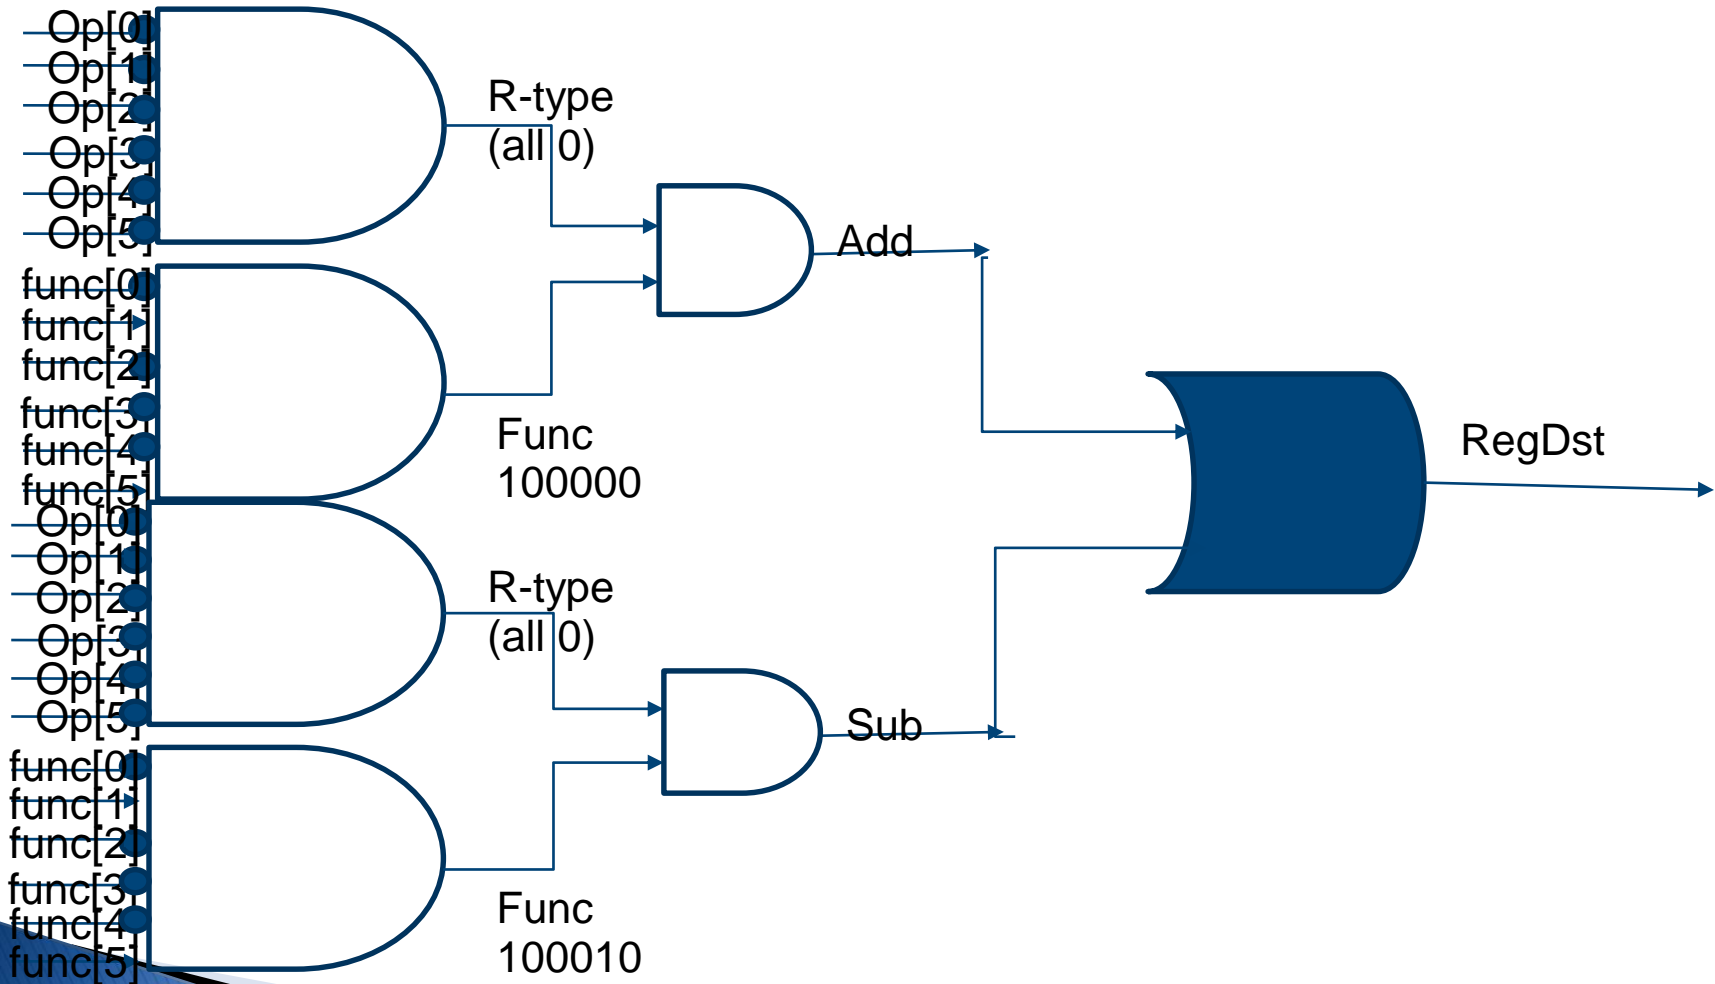 Op[0]
Op[1]
Op[2]
Op[3]
Op[4]
Op[5]
R-type
(all 0)
func[0]
func[1]
func[2]
func[3]
func[4]
func[5]
Func
100000
Add
Op[0]
Op[1]
Op[2]
Op[3]
Op[4]
Op[5]
R-type
(all 0)
func[0]
func[1]
func[2]
func[3]
func[4]
func[5]
Func
100010
Sub
RegDst